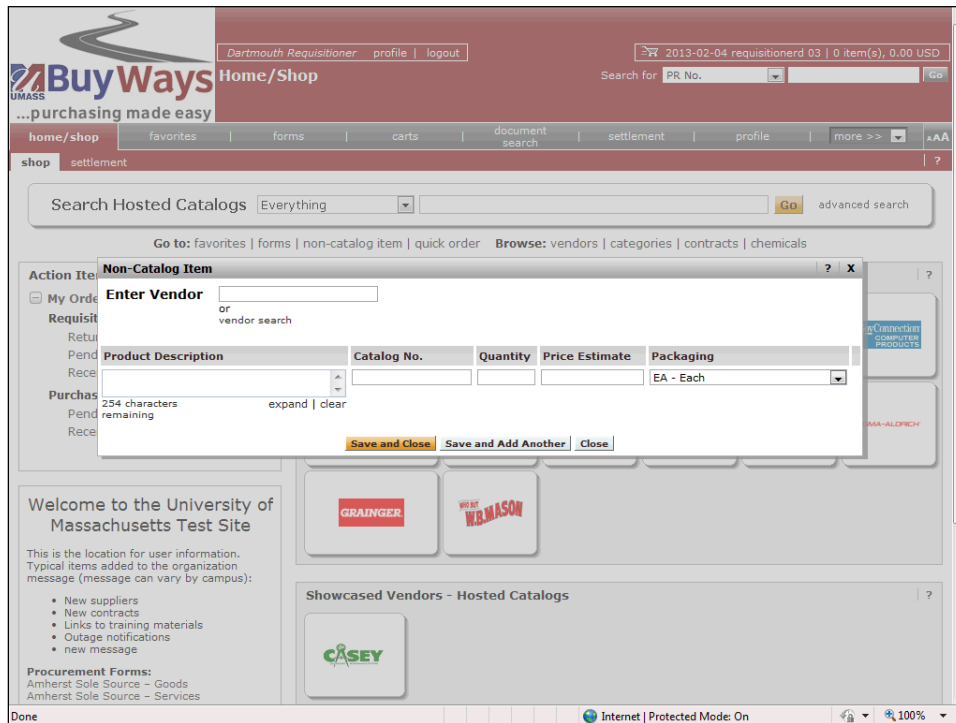 UMASS BuyWays
...purchasing made easy
Dartmouth Requisitioner profile | logout
2013-02-04 requisitionerd 03 | 0 item(s), 0.00 USD
Home/Shop
Search for PR No. Go
home/shop favorites | forms | carts | document search | settlement | profile | more >> AAA
shop settlement ?
Search Hosted Catalogs Everything Go advanced search
Go to: favorites | forms | non-catalog item | quick order Browse: vendors | categories | contracts | chemicals
Action Ite
?
My Orde
Requisit
Retu
Pend
Rece
Purchas
Pend
Rece
Non-Catalog Item ? X
Enter Vendor
or
vendor search
Product Description Catalog No. Quantity Price Estimate Packaging
EA - Each
254 characters remaining expand | clear
Save and Close Save and Add Another Close
Connection
COMPUTER
PRODUCTS
MA-ALDRICH
GRAINGER
WHO BUT
W.B.MASON
Welcome to the University of
Massachusetts Test Site
This is the location for user information.
Typical items added to the organization
message (message can vary by campus):
• New suppliers
• New contracts
• Links to training materials
• Outage notifications
• new message
Procurement Forms:
Amherst Sole Source – Goods
Amherst Sole Source – Services
Showcased Vendors - Hosted Catalogs ?
CASEY
Done Internet | Protected Mode: On 100%